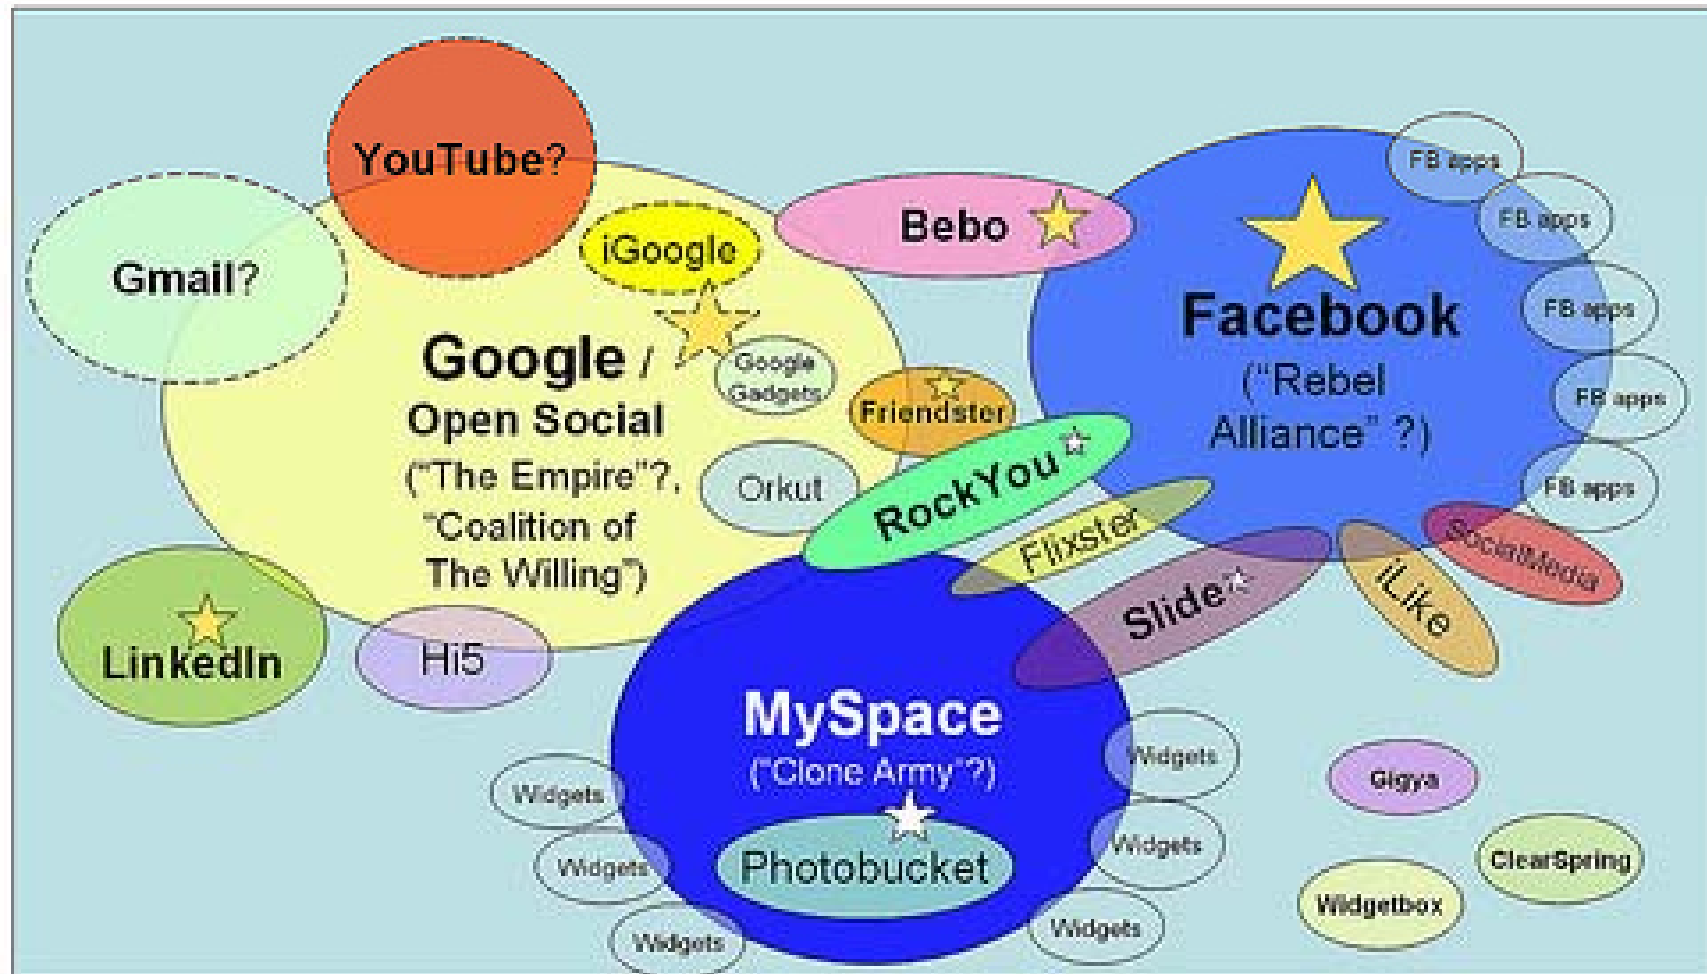 YouTube?
Gmail?
iGoogle
Bebo
FB apps
FB apps
FB apps
FB apps
FB apps
Facebook
("Rebel
Alliance" ?)
Google /
Open Social
("The Empire"?,
"Coalition of
The Willing")
Google
Gadgets
Friendster
Orkut
RockYou
Flixster
Slide
iLike
SocialMedia
LinkedIn
Hi5
MySpace
("Clone Army"?)
Photobucket
Widgets
Widgets
Widgets
Widgets
Widgets
Widgets
Gigya
ClearSpring
Widgetbox